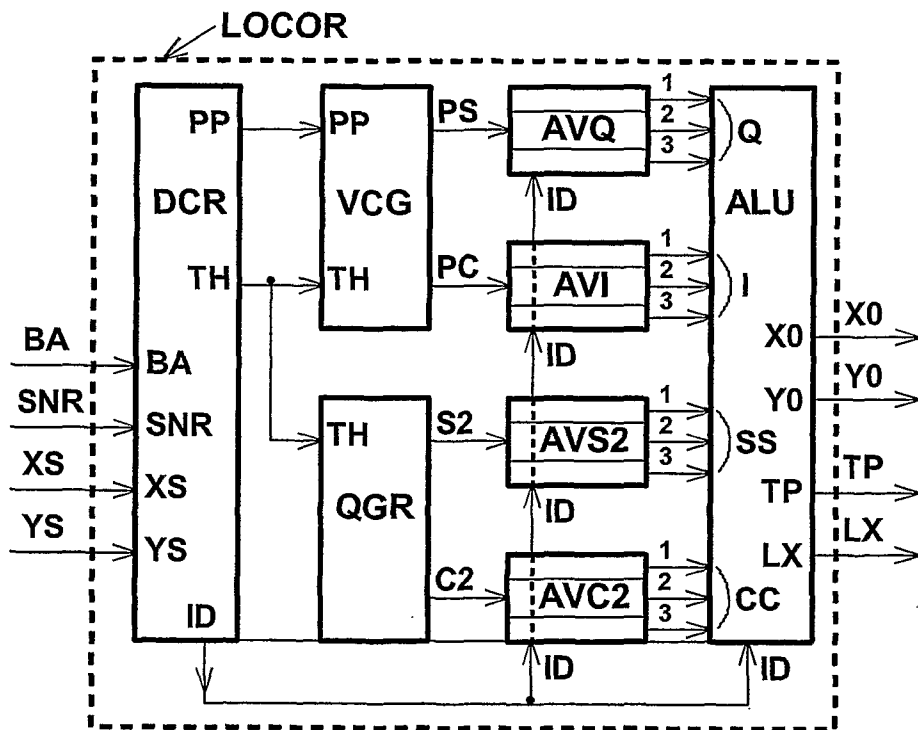 LOCOR
PP
PP
PS
AVQ
1
2
3
Q
DCR
VCG
ID
ALU
TH
TH
PC
AVI
1
2
3
I
BA
BA
ID
X0
X0
SNR
SNR
TH
S2
AVS2
1
2
3
SS
Y0
Y0
XS
XS
QGR
ID
TP
TP
YS
YS
LX
LX
C2
AVC2
1
2
3
CC
ID
ID
ID